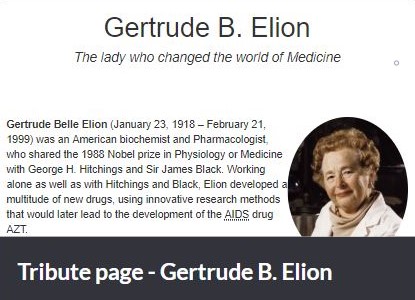 Gertrude B. Elion
The lady who changed the world of Medicine
Gertrude Belle Elion (January 23, 1918 – February 21,
1999) was an American biochemist and Pharmacologist,
who shared the 1988 Nobel prize in Physiology or Medicine
with George H. Hitchings and Sir James Black. Working
alone as well as with Hitchings and Black, Elion developed a
multitude of new drugs, using innovative research methods
that would later lead to the development of the AIDS drug
AZT.
Tribute page - Gertrude B. Elion